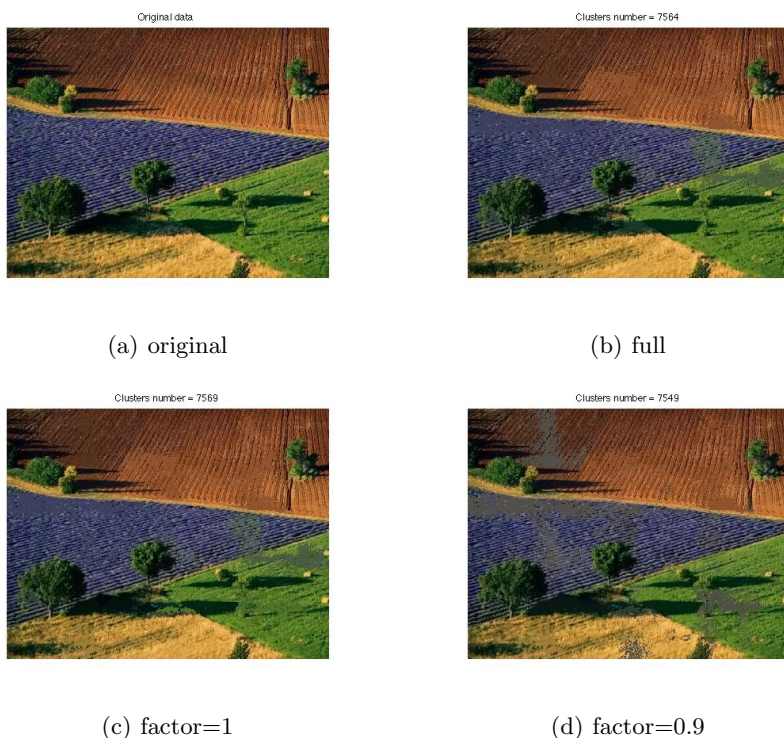 Original data
Clusters number = 7564
(a) original
(b) full
Clusters number = 7569
Clusters number = 7549
(c) factor=1
(d) factor=0.9